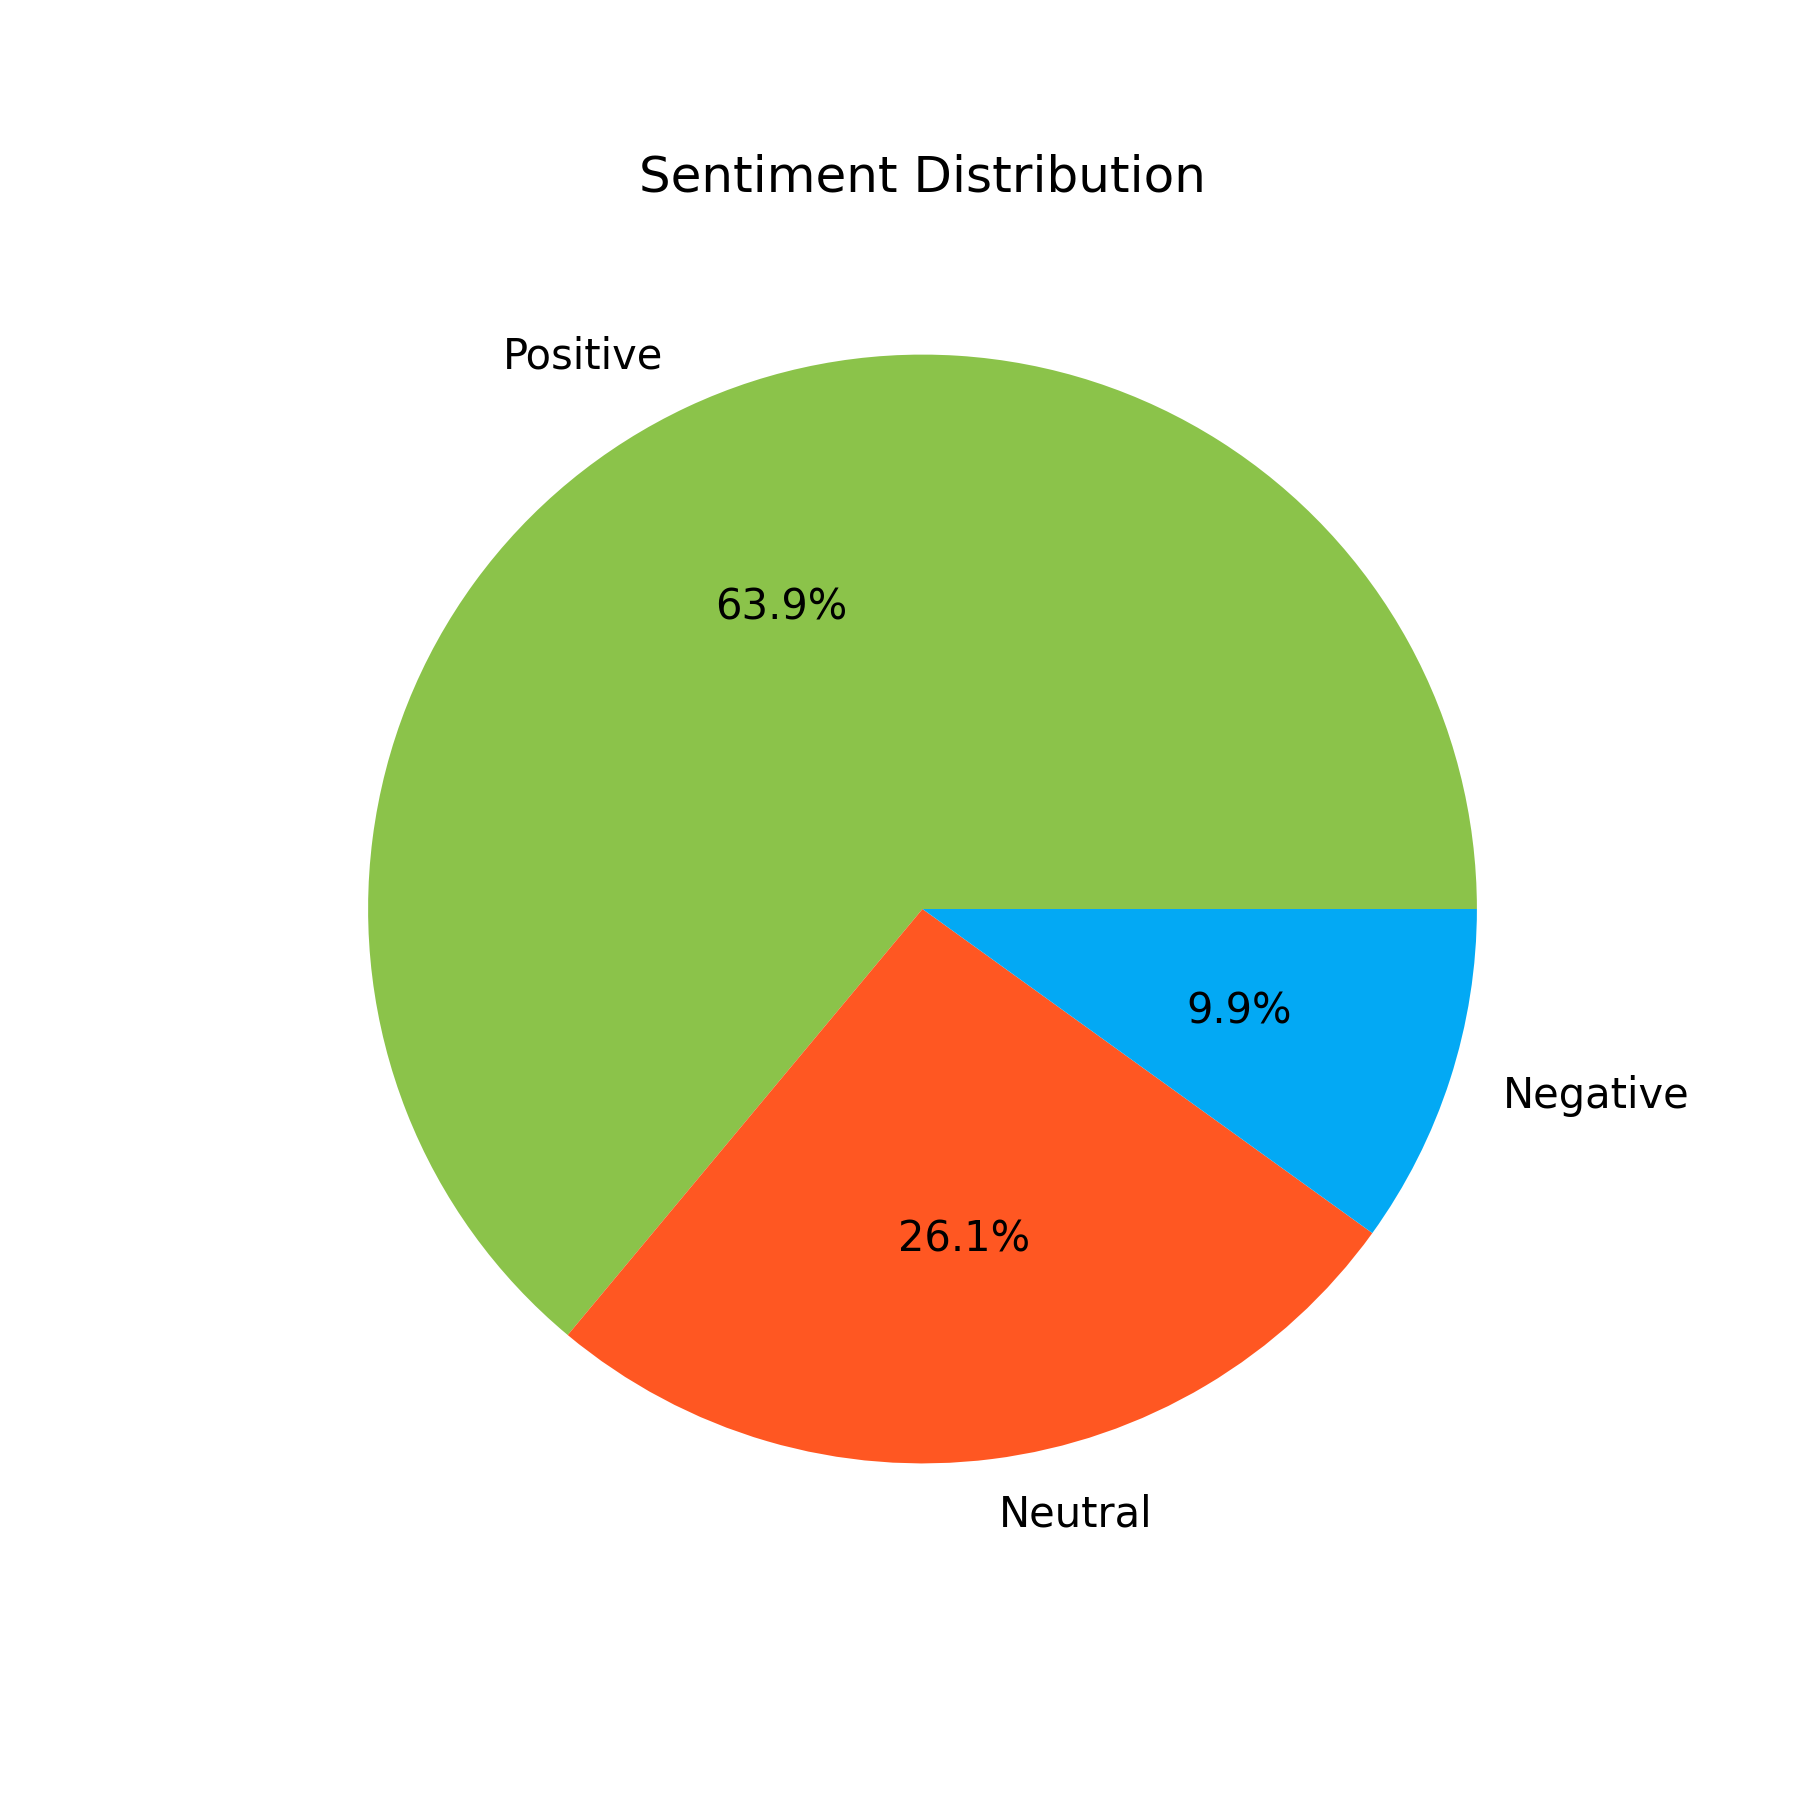 Sentiment Distribution
Positive
63.9%
9.9%
Negative
26.1%
Neutral